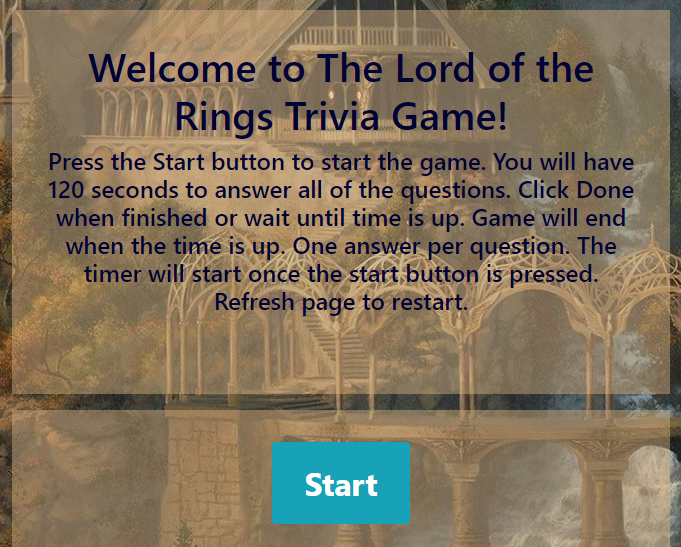 Welcome to The Lord of the
Rings Trivia Game!
Press the Start button to start the game. You will have
120 seconds to answer all of the questions. Click Done
when finished or wait until time is up. Game will end
when the time is up. One answer per question. The
timer will start once the start button is pressed.
Refresh page to restart.
Start